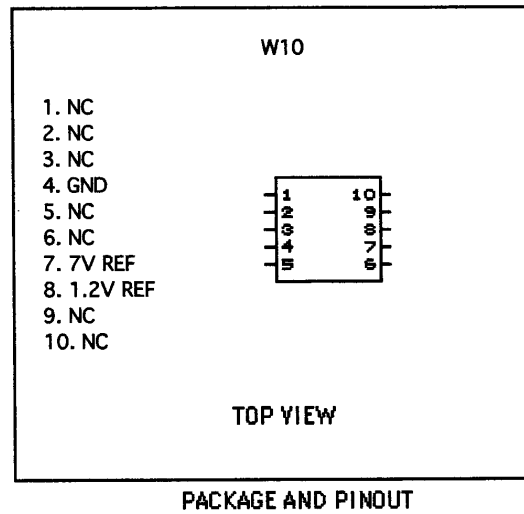 W10
1. NC
2. NC
3. NC
4. GND
5. NC
6. NC
7. 7V REF
8. 1.2V REF
9. NC
10. NC
1 10
2 9
3 8
4 7
5 6
TOP VIEW
PACKAGE AND PINOUT